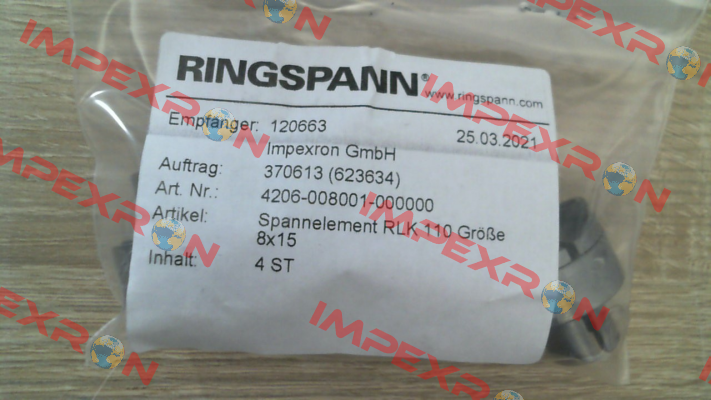 RINGSPANN®
www.ringspann.com
Empfänger: 120663 25.03.2021
Impexron GmbH
Auftrag: 370613 (623634)
Art. Nr.: 4206-008001-000000
Artikel: Spannelement RLK 110 Größe
8x15
Inhalt: 4 ST
IMPEXRON
IMPEXRON
IMPEXRON
IMPEXRON
IMPEXRON
IMPEXRON